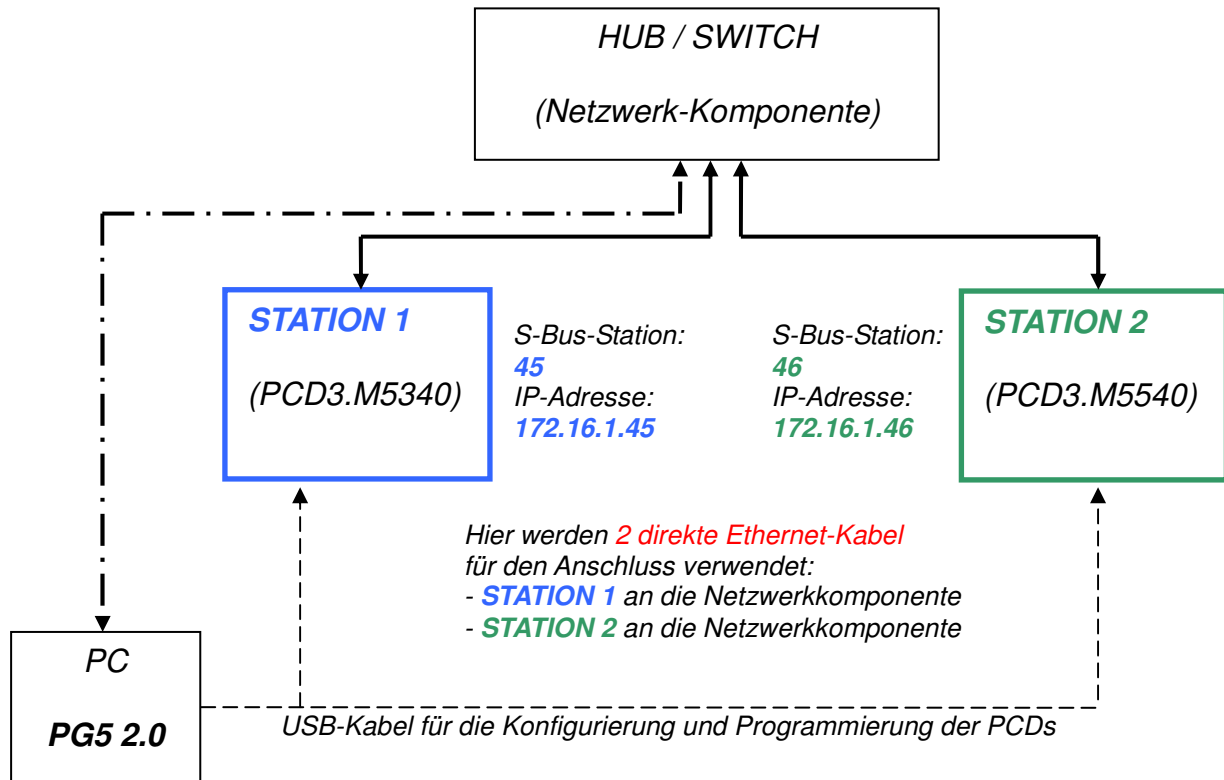 HUB / SWITCH
(Netzwerk-Komponente)
STATION 1
(PCD3.M5340)
S-Bus-Station:
45
IP-Adresse:
172.16.1.45
S-Bus-Station:
46
IP-Adresse:
172.16.1.46
STATION 2
(PCD3.M5540)
Hier werden 2 direkte Ethernet-Kabel
für den Anschluss verwendet:
- STATION 1 an die Netzwerkkomponente
- STATION 2 an die Netzwerkkomponente
PC
PG5 2.0
USB-Kabel für die Konfigurierung und Programmierung der PCDs